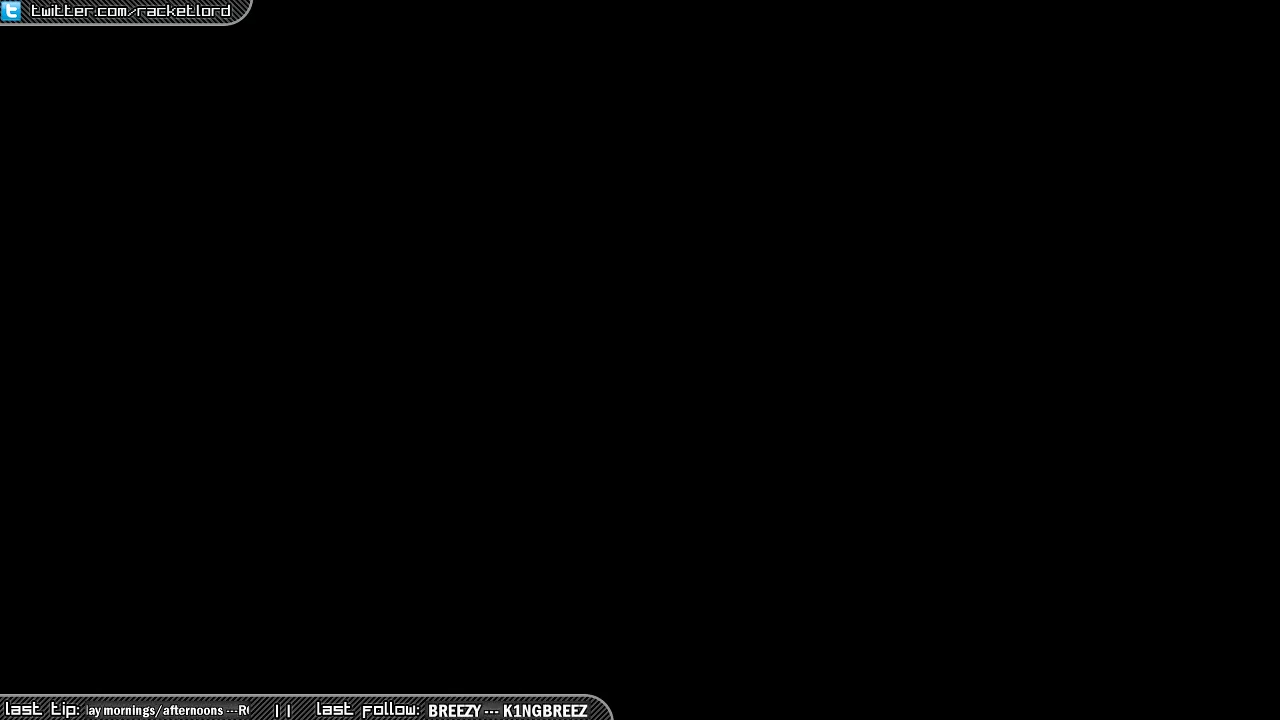 twitter.com/racketlord
last tip: ay mornings/afternoons --- || last follow: BREEZY --- K1NGBREEZ